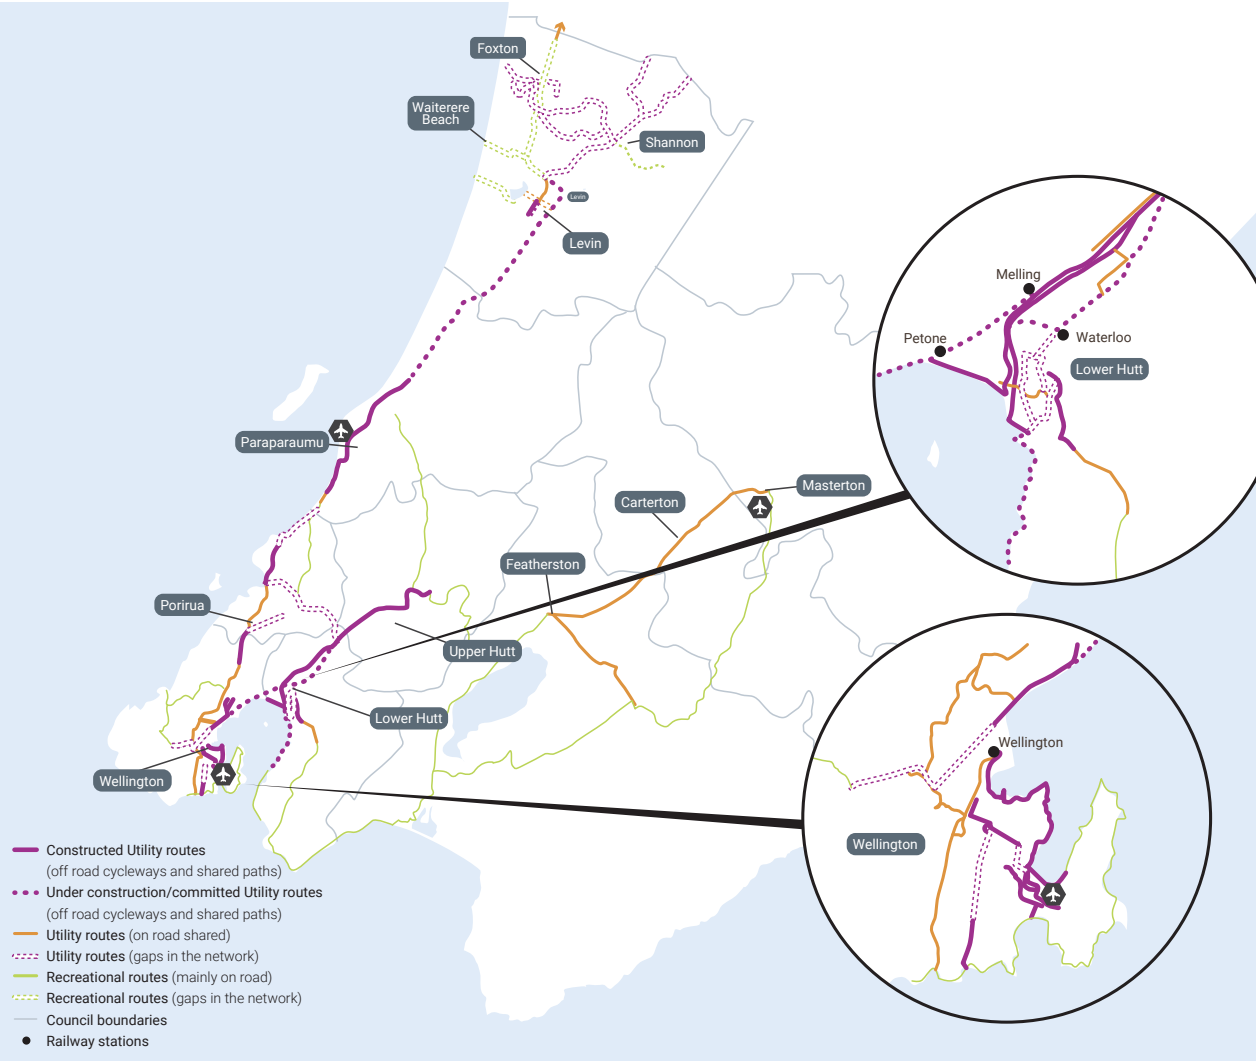 Foxton
Waiterere
Beach
Shannon
Levin
Levin
Melling
Petone
Waterloo
Lower Hutt
Paraparaumu
Masterton
Carterton
Featherston
Porirua
Upper Hutt
Lower Hutt
Wellington
Wellington
Wellington
Constructed Utility routes
(off road cycleways and shared paths)
Under construction/committed Utility routes
(off road cycleways and shared paths)
Utility routes (on road shared)
Utility routes (gaps in the network)
Recreational routes (mainly on road)
Recreational routes (gaps in the network)
Council boundaries
Railway stations